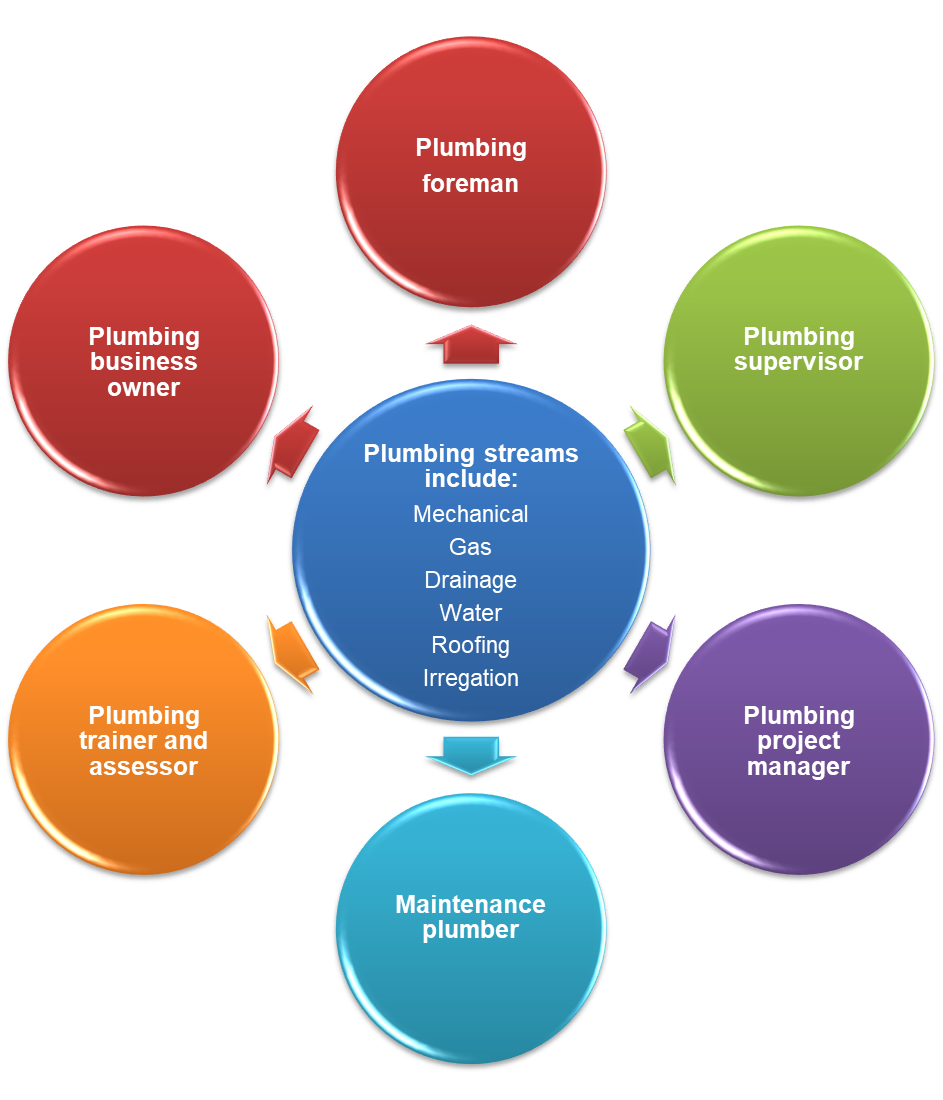 Plumbing
foreman
Plumbing
supervisor
Plumbing
project
manager
Maintenance
plumber
Plumbing
trainer and
assessor
Plumbing
business
owner
Plumbing streams
include:
Mechanical
Gas
Drainage
Water
Roofing
Irregation